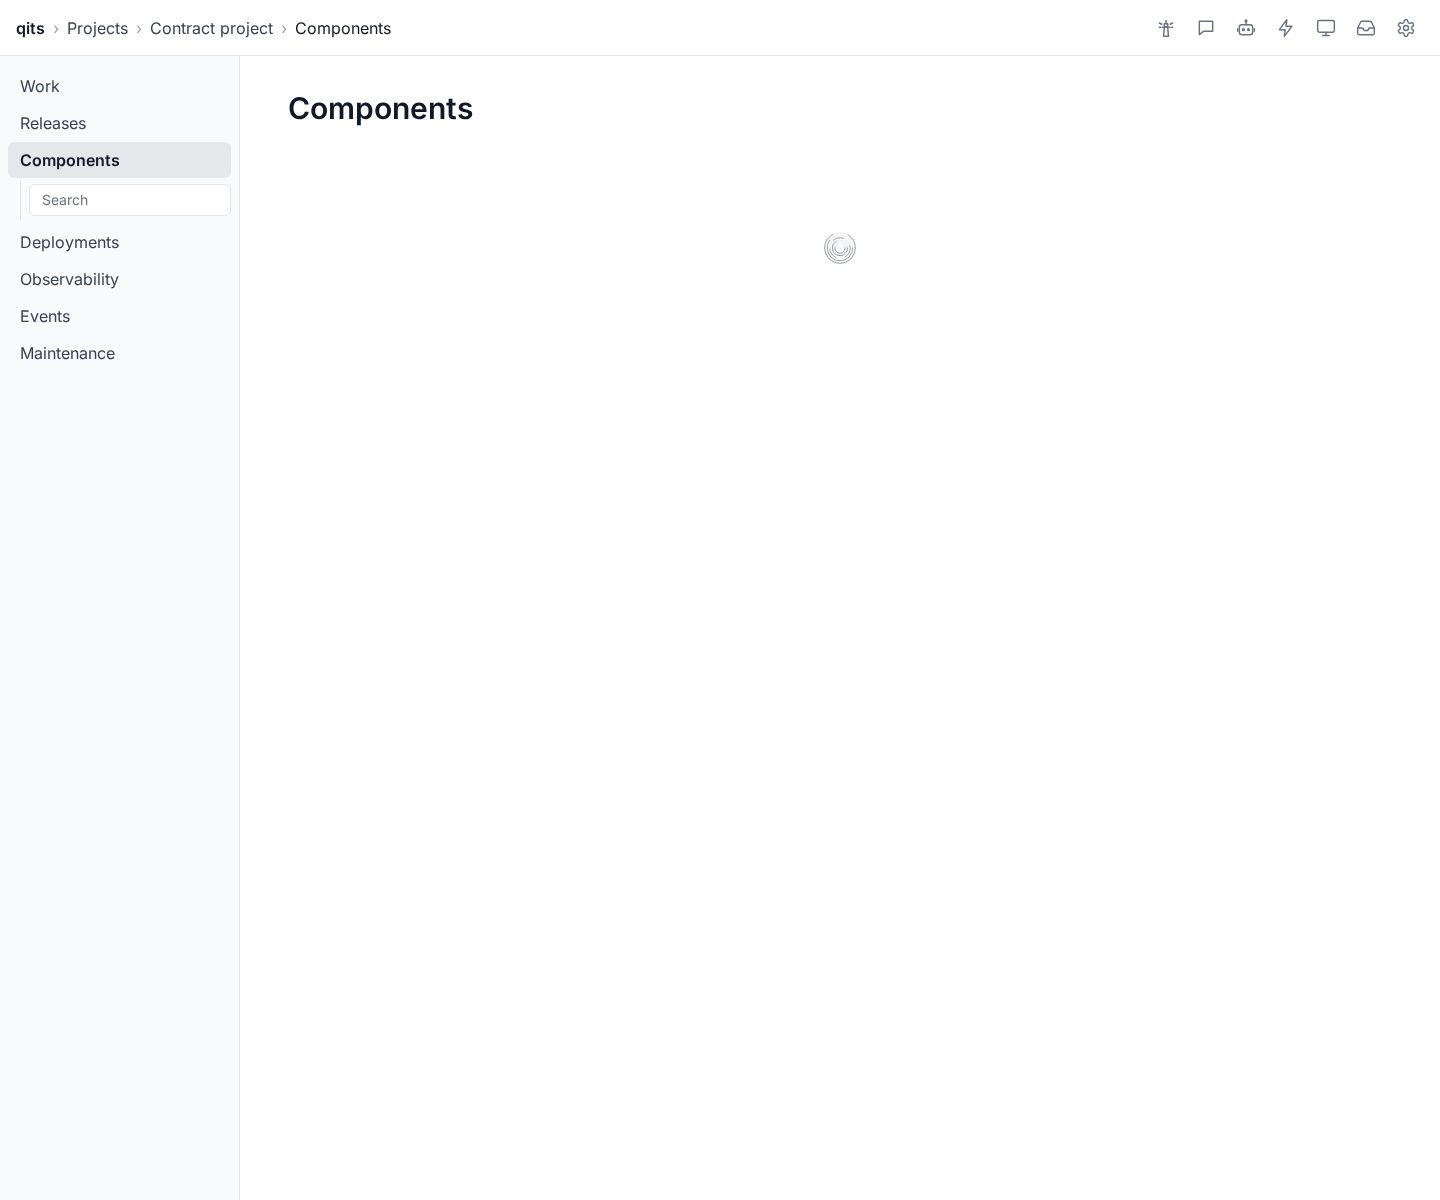 qits › Projects › Contract project › Components
Work
Releases
Components
Search
Deployments
Observability
Events
Maintenance
Components